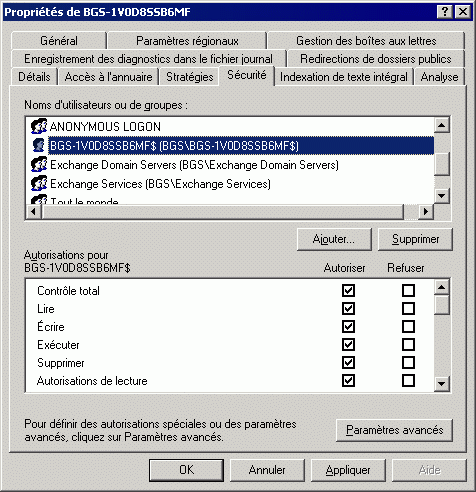 Propriétés de BGS-1V0D8SSB6MF
Général
Paramètres régionaux
Gestion des boîtes aux lettres
Enregistrement des diagnostics dans le fichier journal
Redirections de dossiers publics
Détails
Accès à l'annuaire
Stratégies
Sécurité
Indexation de texte intégral
Analyse
Noms d'utilisateurs ou de groupes :
ANONYMOUS LOGON
BGS-1V0D8SSB6MF$ (BGS\BGS-1V0D8SSB6MF$)
Exchange Domain Servers (BGS\Exchange Domain Servers)
Exchange Services (BGS\Exchange Services)
Tout le monde
Ajouter...
Supprimer
Autorisations pour
BGS-1V0D8SSB6MF$
Autoriser
Refuser
Contrôle total
Lire
Écrire
Exécuter
Supprimer
Autorisations de lecture
Pour définir des autorisations spéciales ou des paramètres
avancés, cliquez sur Paramètres avancés.
Paramètres avancés
OK
Annuler
Appliquer
Aide